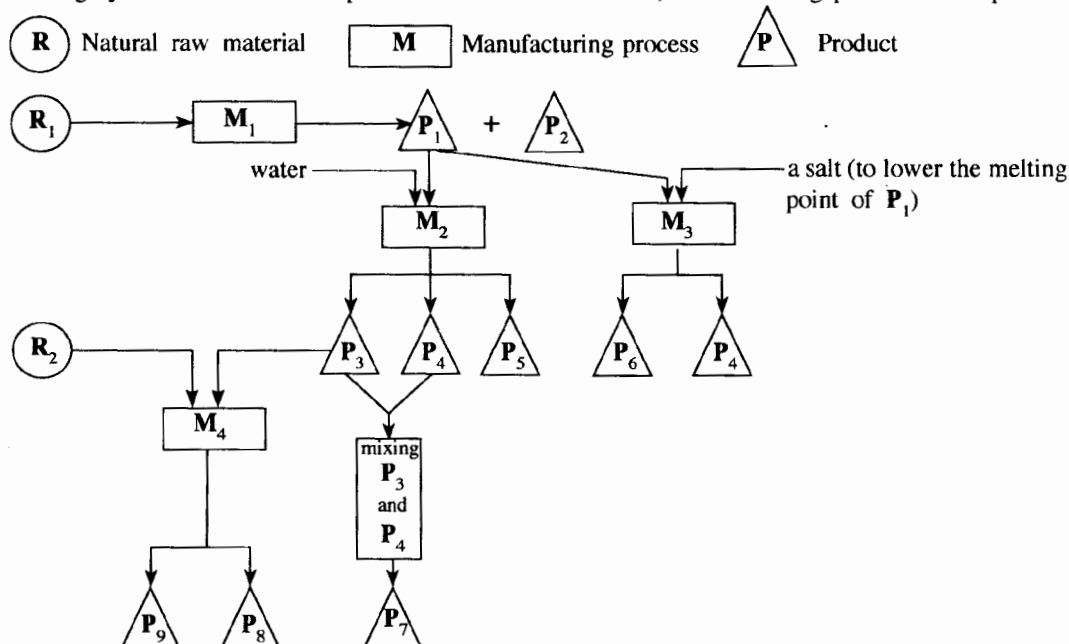 R Natural raw material M Manufacturing process P Product
R1 M1 P1 + P2
water
a salt (to lower the melting
point of P1)
M2 M3
R2 P3 P4 P5 P6 P4
M4
mixing
P3
and
P4
P9 P8 P7